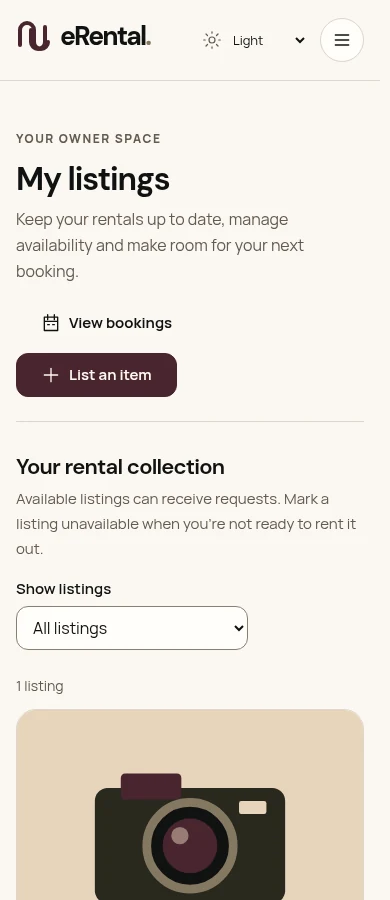 eRental.
Light
YOUR OWNER SPACE
My listings
Keep your rentals up to date, manage
availability and make room for your next
booking.
View bookings
List an item
Your rental collection
Available listings can receive requests. Mark a
listing unavailable when you're not ready to rent it
out.
Show listings
All listings
1 listing